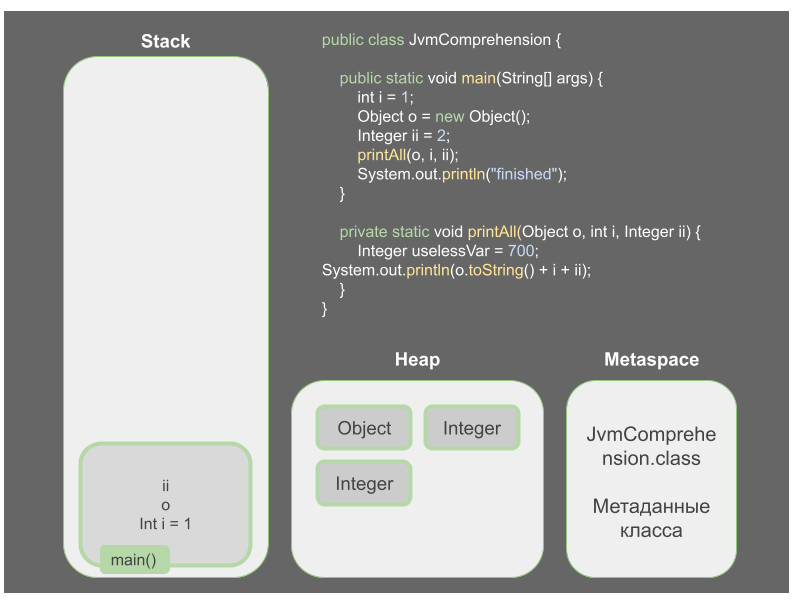 Stack
public class JvmComprehension {
public static void main(String[] args) {
int i = 1;
Object o = new Object();
Integer ii = 2;
printAll(o, i, ii);
System.out.println("finished");
}
private static void printAll(Object o, int i, Integer ii) {
Integer uselessVar = 700;
System.out.println(o.toString() + i + ii);
}
}
ii
o
Int i = 1
main()
Heap
Object
Integer
Integer
Metaspace
JvmComprehe
nsion.class
Метаданные
класса